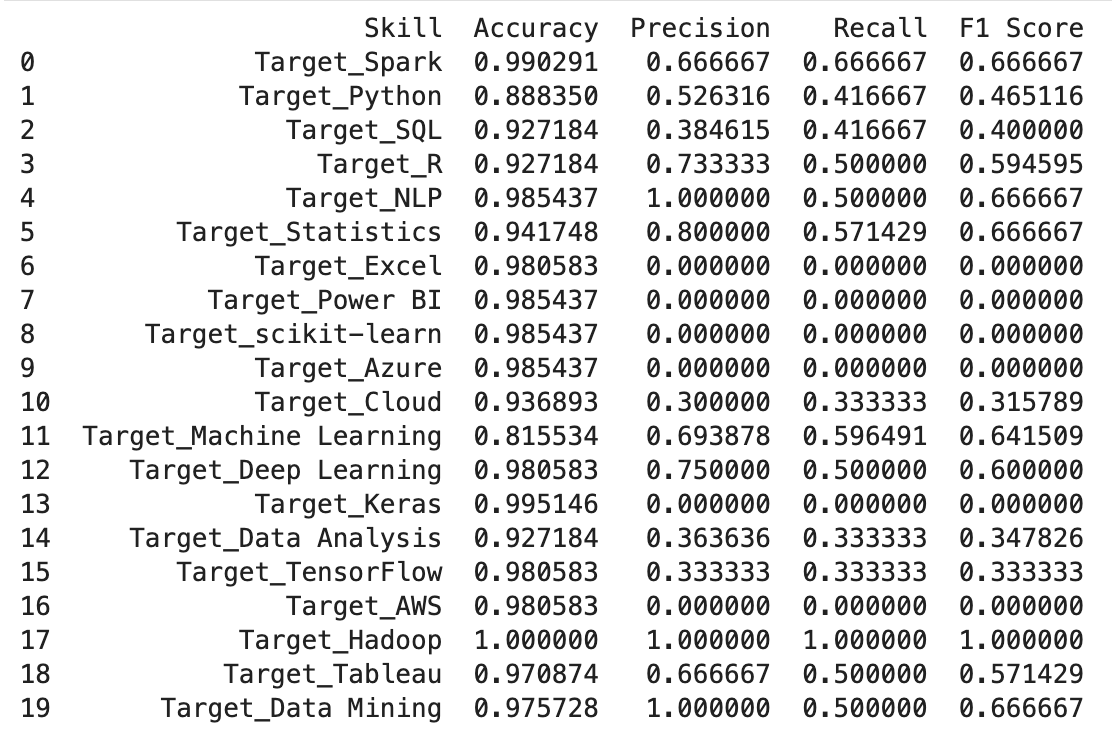 Skill Accuracy Precision Recall F1 Score
0 Target_Spark 0.990291 0.666667 0.666667 0.666667
1 Target_Python 0.888350 0.526316 0.416667 0.465116
2 Target_SQL 0.927184 0.384615 0.416667 0.400000
3 Target_R 0.927184 0.733333 0.500000 0.594595
4 Target_NLP 0.985437 1.000000 0.500000 0.666667
5 Target_Statistics 0.941748 0.800000 0.571429 0.666667
6 Target_Excel 0.980583 0.000000 0.000000 0.000000
7 Target_Power BI 0.985437 0.000000 0.000000 0.000000
8 Target_scikit-learn 0.985437 0.000000 0.000000 0.000000
9 Target_Azure 0.985437 0.000000 0.000000 0.000000
10 Target_Cloud 0.936893 0.300000 0.333333 0.315789
11 Target_Machine Learning 0.815534 0.693878 0.596491 0.641509
12 Target_Deep Learning 0.980583 0.750000 0.500000 0.600000
13 Target_Keras 0.995146 0.000000 0.000000 0.000000
14 Target_Data Analysis 0.927184 0.363636 0.333333 0.347826
15 Target_TensorFlow 0.980583 0.333333 0.333333 0.333333
16 Target_AWS 0.980583 0.000000 0.000000 0.000000
17 Target_Hadoop 1.000000 1.000000 1.000000 1.000000
18 Target_Tableau 0.970874 0.666667 0.500000 0.571429
19 Target_Data Mining 0.975728 1.000000 0.500000 0.666667